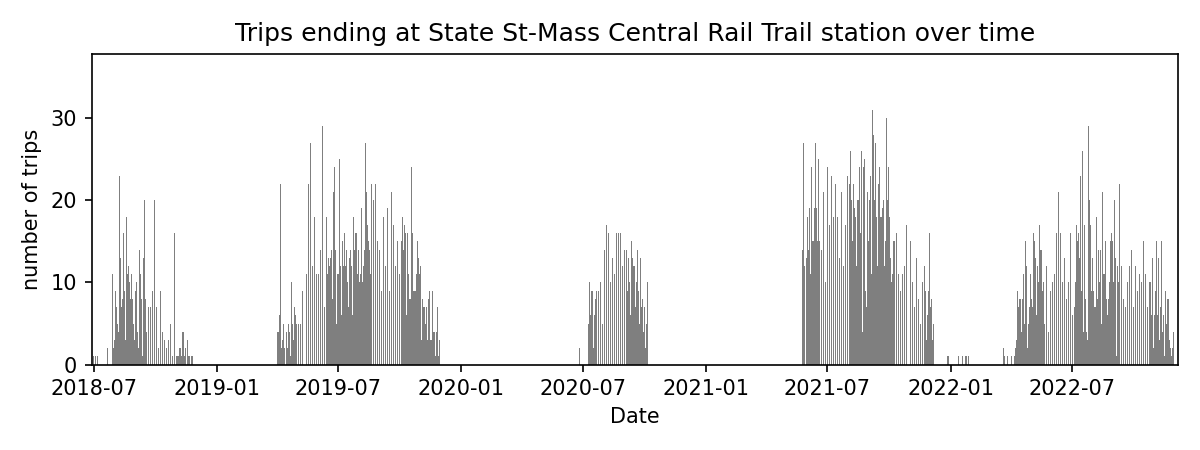 Trips ending at State St-Mass Central Rail Trail station over time
number of trips
30
20
10
0
2018-07 2019-01 2019-07 2020-01 2020-07 2021-01 2021-07 2022-01 2022-07
Date